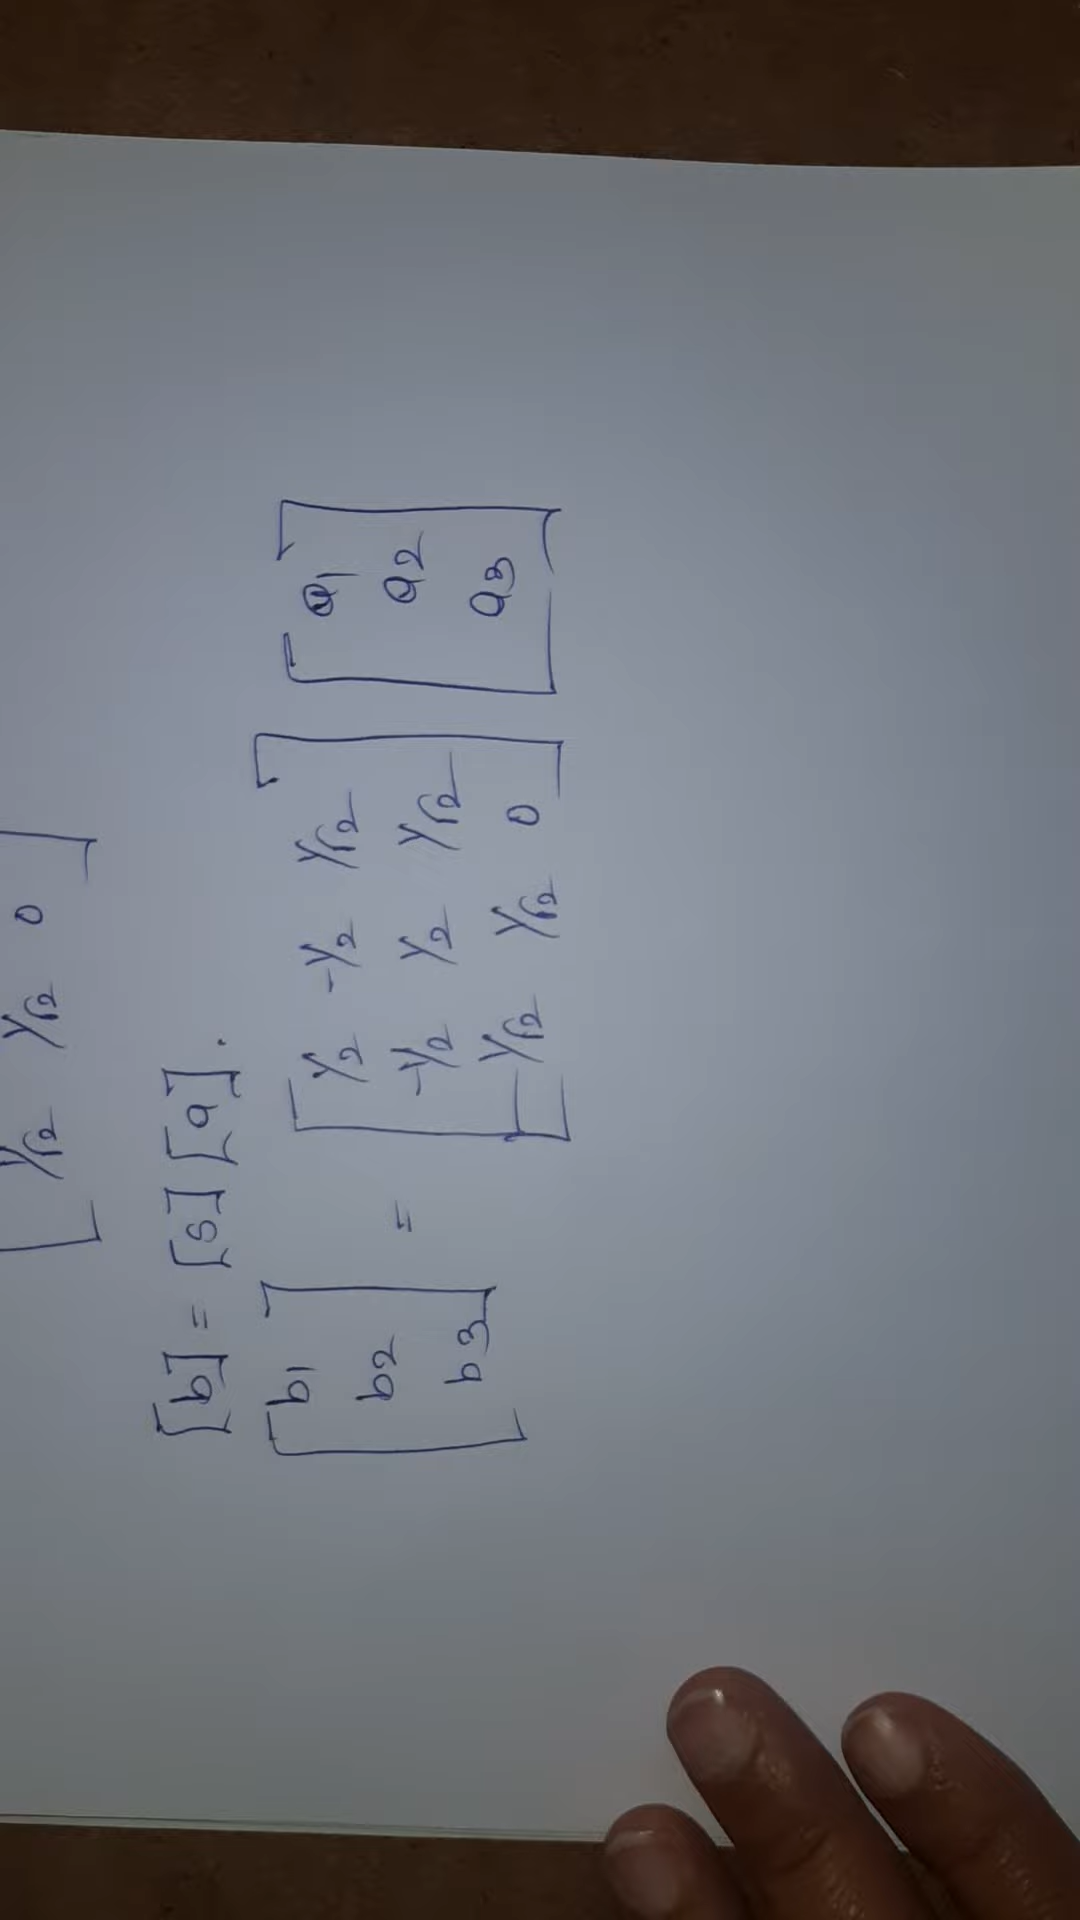 1/√2 1/√2 0
[b] = [s] [a].
[b1 b2 b3] = [1/2 -1/2 1/√2
-1/2 1/2 1/√2
1/√2 1/√2 0] [a1 a2 a3]